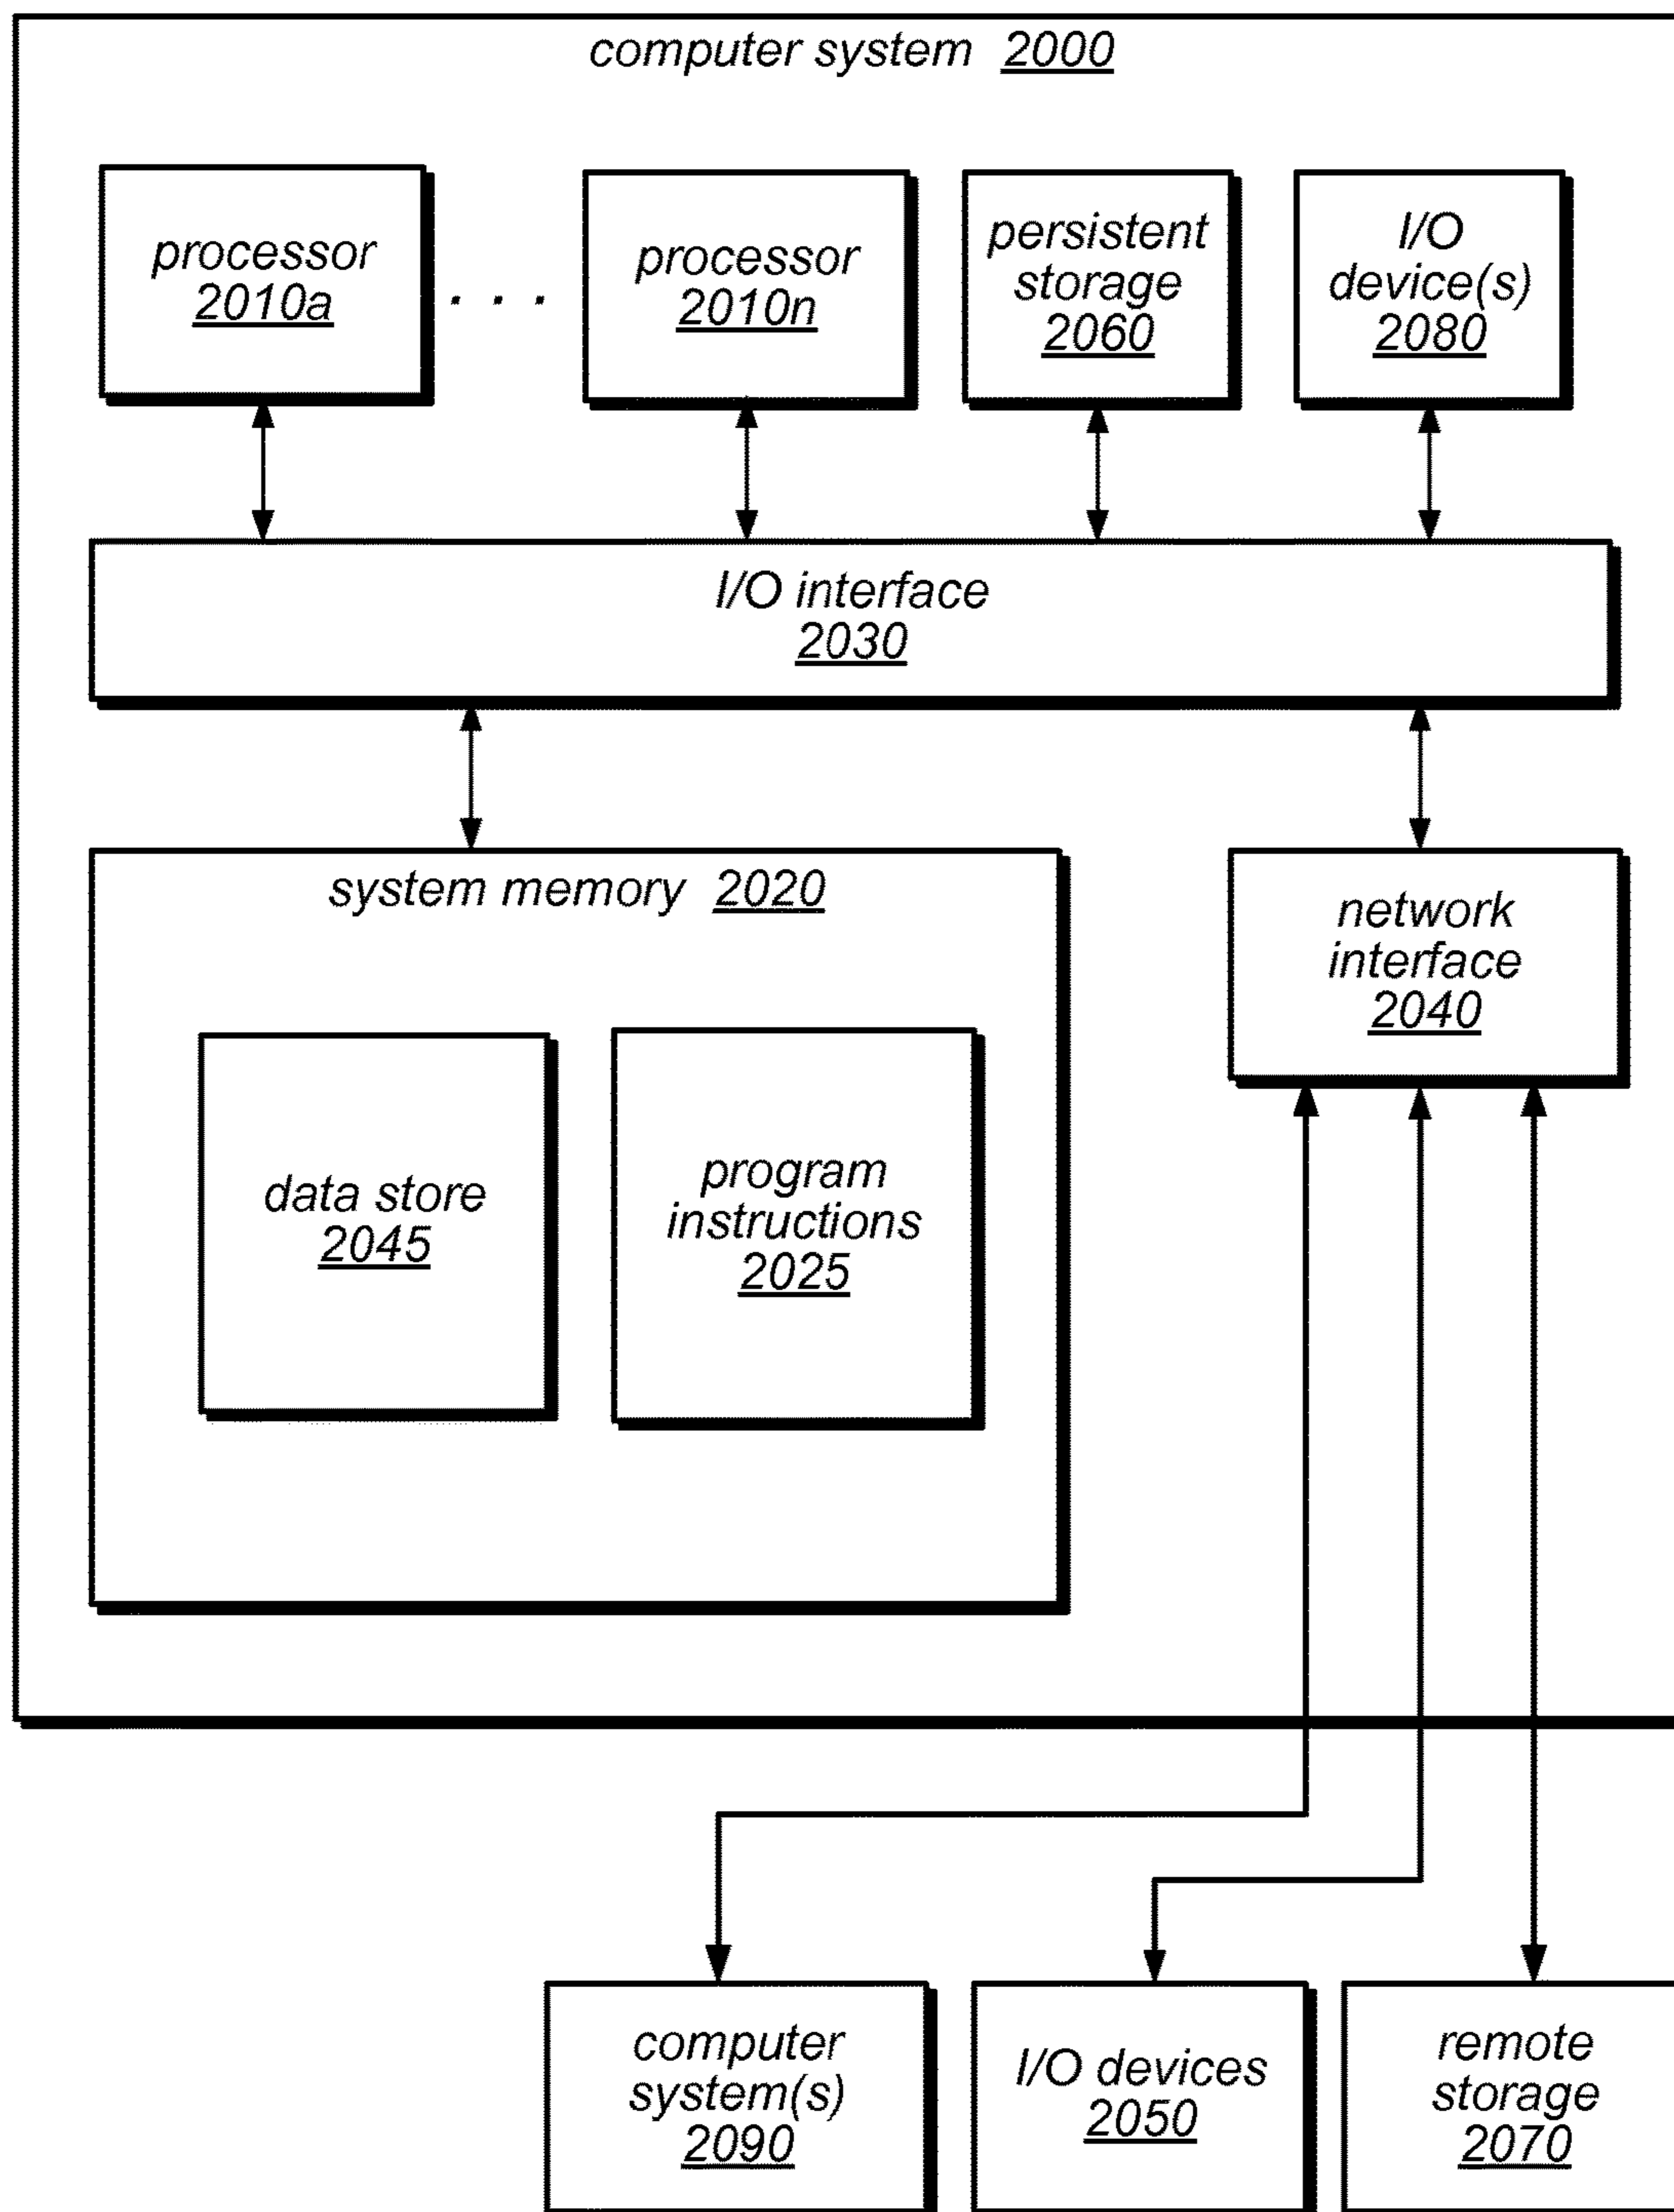 computer system 2000
processor
2010a
. . .
processor
2010n
persistent
storage
2060
I/O
device(s)
2080
I/O interface
2030
system memory 2020
data store
2045
program
instructions
2025
network
interface
2040
computer
system(s)
2090
I/O devices
2050
remote
storage
2070